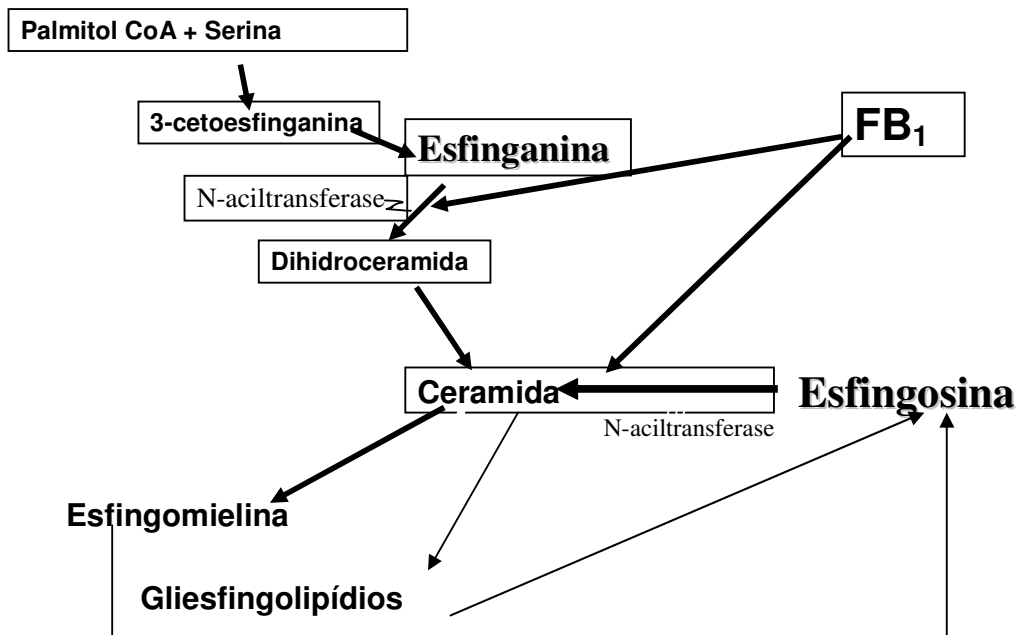 Palmitol CoA + Serina
3-cetoesfinganina
Esfinganina
FB₁
N-aciltransferase
Dihidroceramida
Ceramida
Esfingosina
N-aciltransferase
Esfingomielina
Gliesfingolipídios